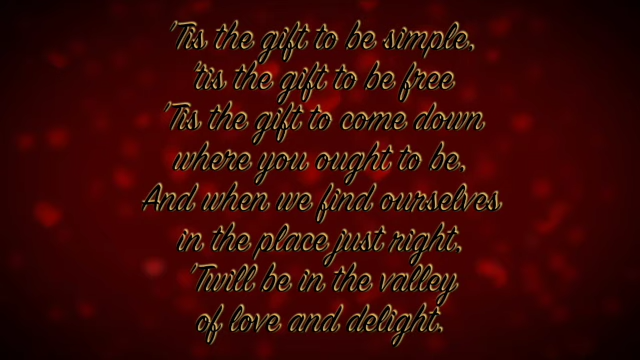 'Tis the gift to be simple,
'tis the gift to be free
'Tis the gift to come down
where you ought to be,
And when we find ourselves
in the place just right,
'Twill be in the valley
of love and delight.